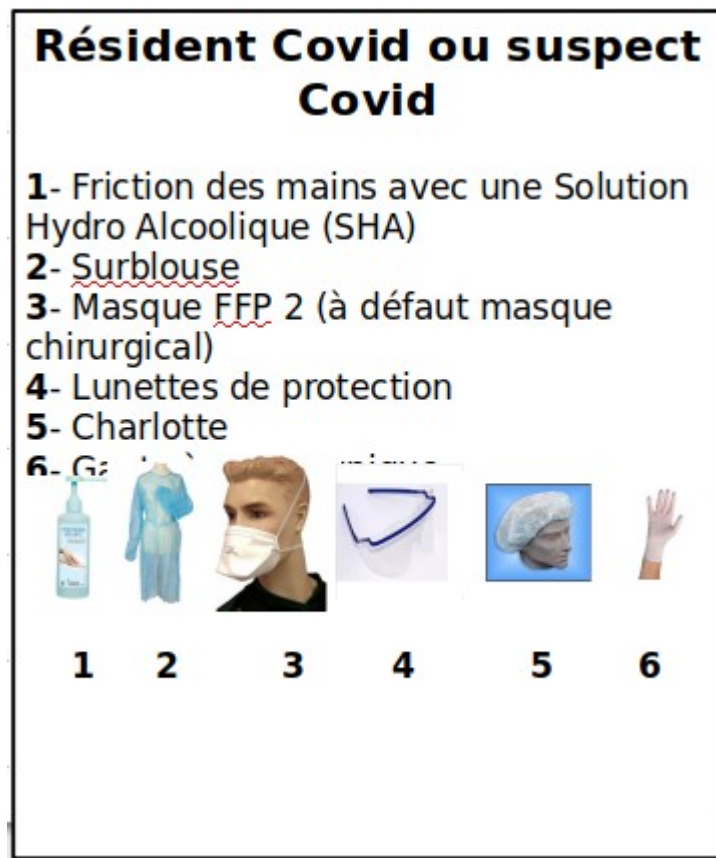 Résident Covid ou suspect
Covid
1- Friction des mains avec une Solution
Hydro Alcoolique (SHA)
2- Surblouse
3- Masque FFP 2 (à défaut masque
chirurgical)
4- Lunettes de protection
5- Charlotte
6-
1 2 3 4 5 6